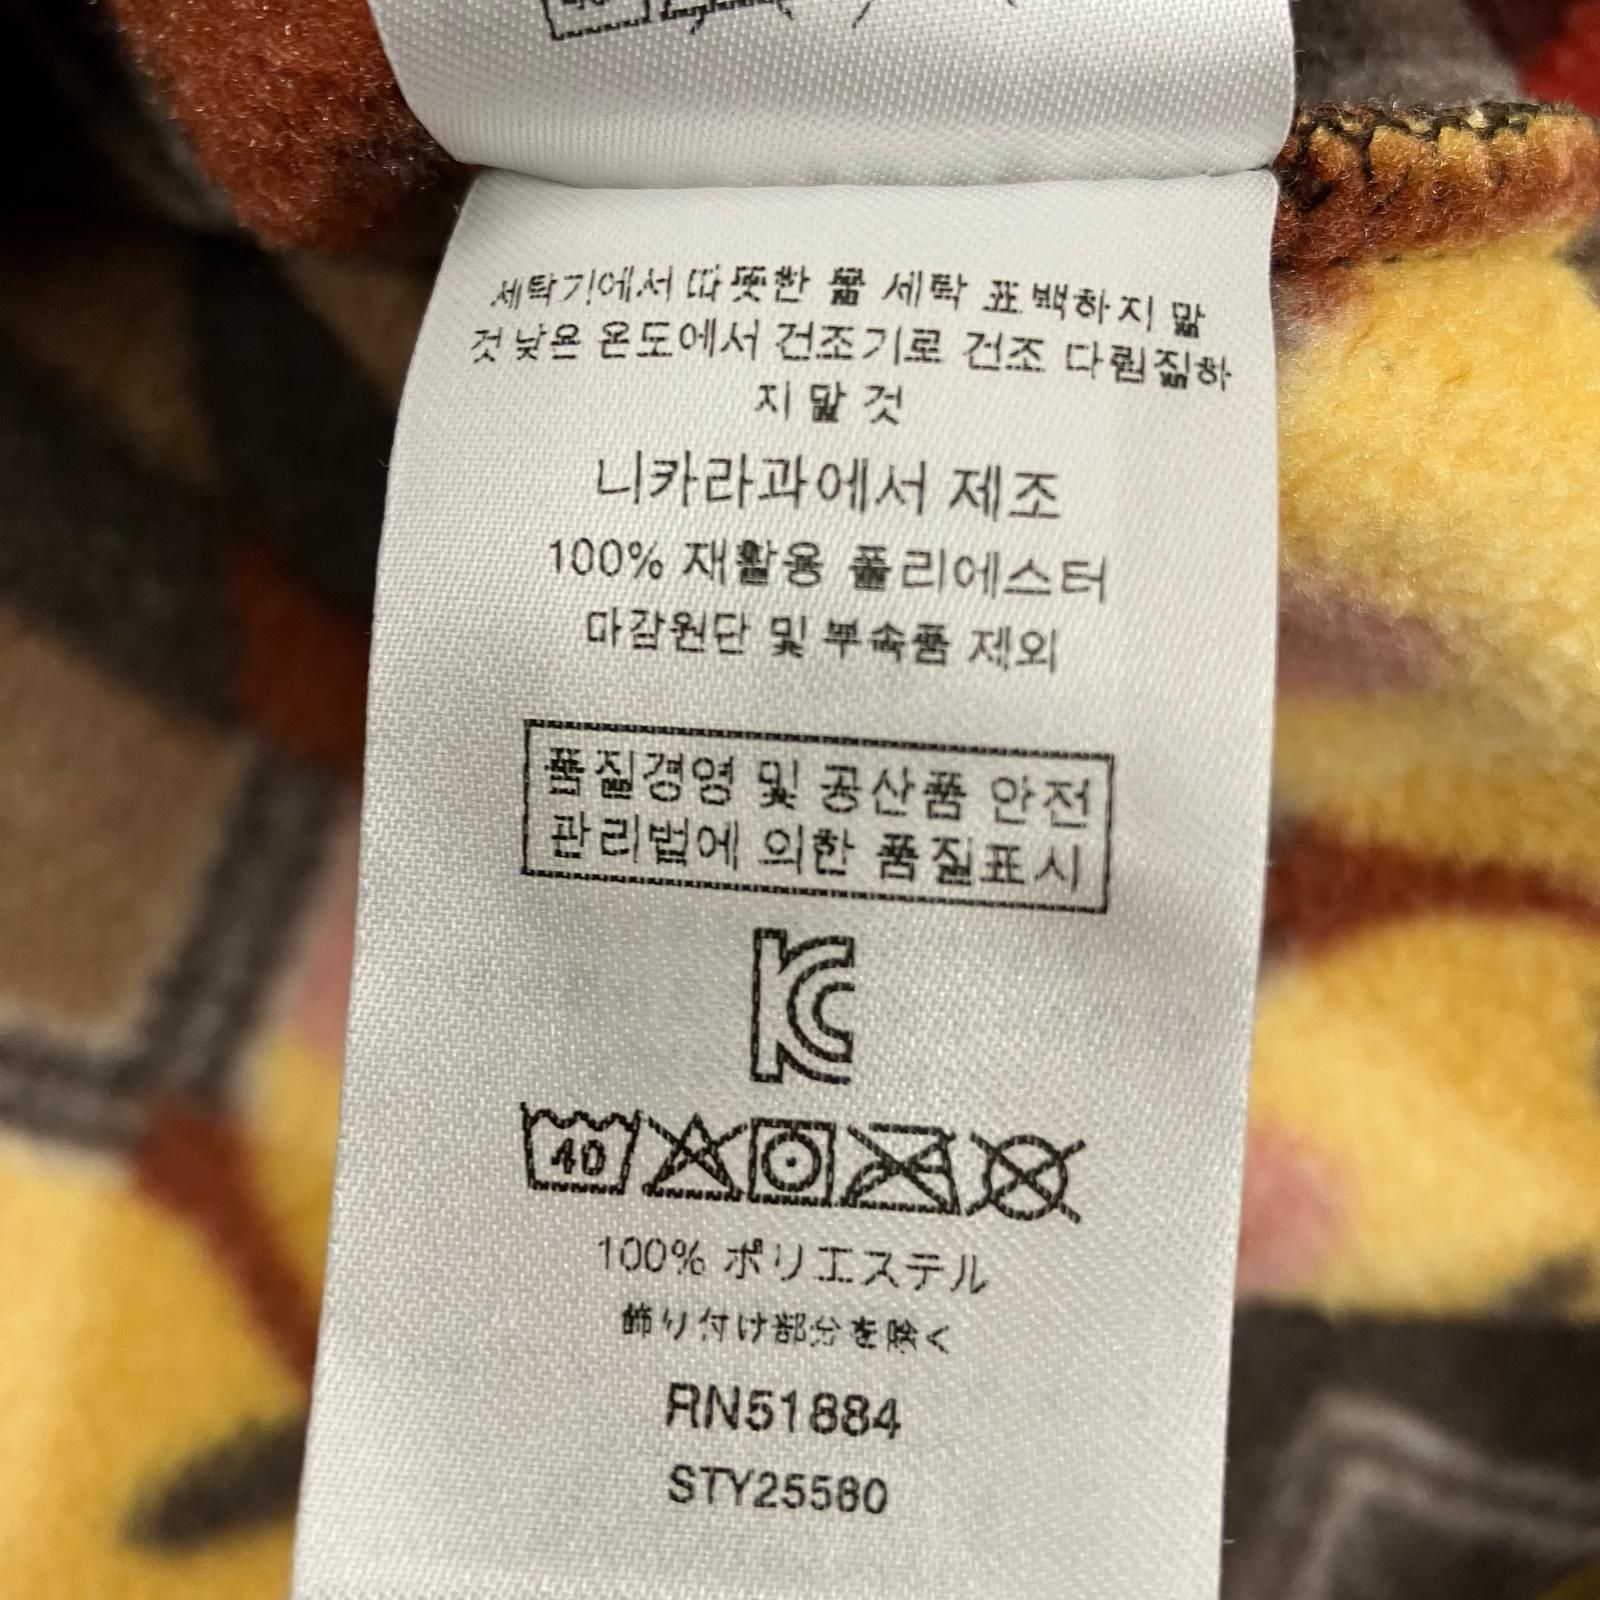 세탁기에서 따뜻한 물 세탁 표백하지 말
것 낮은 온도에서 건조기로 건조 다림질하
지 말 것
니카라과에서 제조
100% 재활용 폴리에스터
마감원단 및 부속품 제외
품질경영 및 공산품 안전
관리법에 의한 품질표시
KC
40
100% ポリエステル
飾り付け部分を除く
RN51884
STY25580